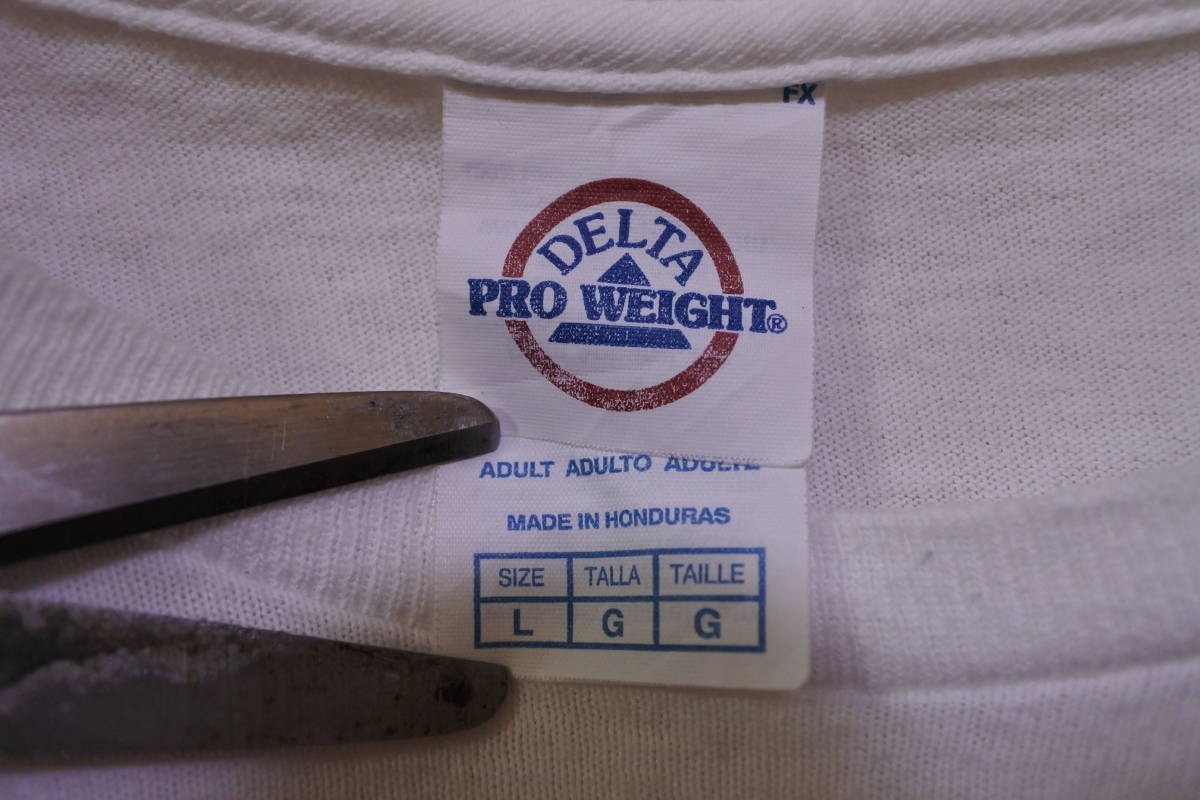 FX
DELTA
PRO WEIGHT®
ADULT ADULTO ADULTE
MADE IN HONDURAS
SIZE TALLA TAILLE
L G G